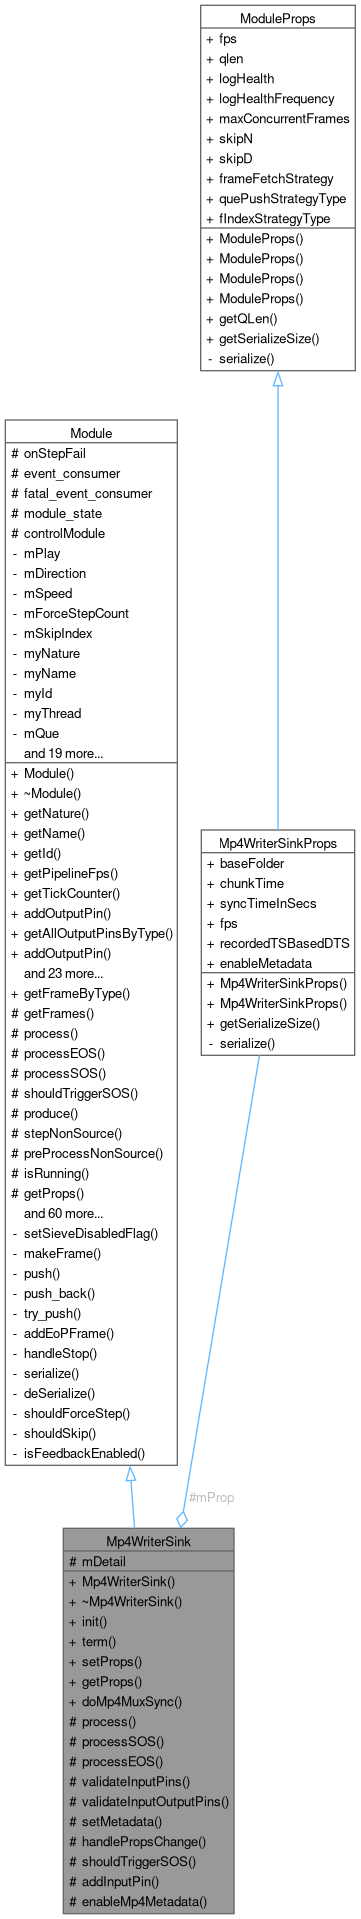 ModuleProps
+ fps
+ qlen
+ logHealth
+ logHealthFrequency
+ maxConcurrentFrames
+ skipN
+ skipD
+ frameFetchStrategy
+ quePushStrategyType
+ fIndexStrategyType
+ ModuleProps()
+ ModuleProps()
+ ModuleProps()
+ ModuleProps()
+ getQLen()
+ getSerializeSize()
- serialize()
Module
# onStepFail
# event_consumer
# fatal_event_consumer
# module_state
# controlModule
- mPlay
- mDirection
- mSpeed
- mForceStepCount
- mSkipIndex
- myNature
- myName
- myId
- myThread
- mQue
and 19 more...
+ Module()
+ ~Module()
+ getNature()
+ getName()
+ getId()
+ getPipelineFps()
+ getTickCounter()
+ addOutputPin()
+ getAllOutputPinsByType()
+ addOutputPin()
and 23 more...
+ getFrameByType()
# getFrames()
# process()
# processEOS()
# processSOS()
# shouldTriggerSOS()
# produce()
# stepNonSource()
# preProcessNonSource()
# isRunning()
# getProps()
and 60 more...
- setSieveDisabledFlag()
- makeFrame()
- push()
- push_back()
- try_push()
- addEoPFrame()
- handleStop()
- serialize()
- deSerialize()
- shouldForceStep()
- shouldSkip()
- isFeedbackEnabled()
Mp4WriterSinkProps
+ baseFolder
+ chunkTime
+ syncTimeInSecs
+ fps
+ recordedTSBasedDTS
+ enableMetadata
+ Mp4WriterSinkProps()
+ Mp4WriterSinkProps()
+ getSerializeSize()
- serialize()
#mProp
Mp4WriterSink
# mDetail
+ Mp4WriterSink()
+ ~Mp4WriterSink()
+ init()
+ term()
+ setProps()
+ getProps()
+ doMp4MuxSync()
# process()
# processSOS()
# processEOS()
# validateInputPins()
# validateInputOutputPins()
# setMetadata()
# handlePropsChange()
# shouldTriggerSOS()
# addInputPin()
# enableMp4Metadata()